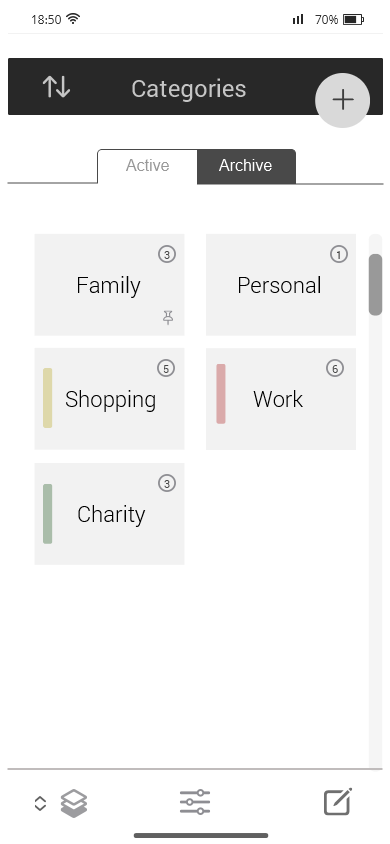 18:50 70%
Categories
Active Archive
3 1
Family Personal
5 6
Shopping Work
3
Charity